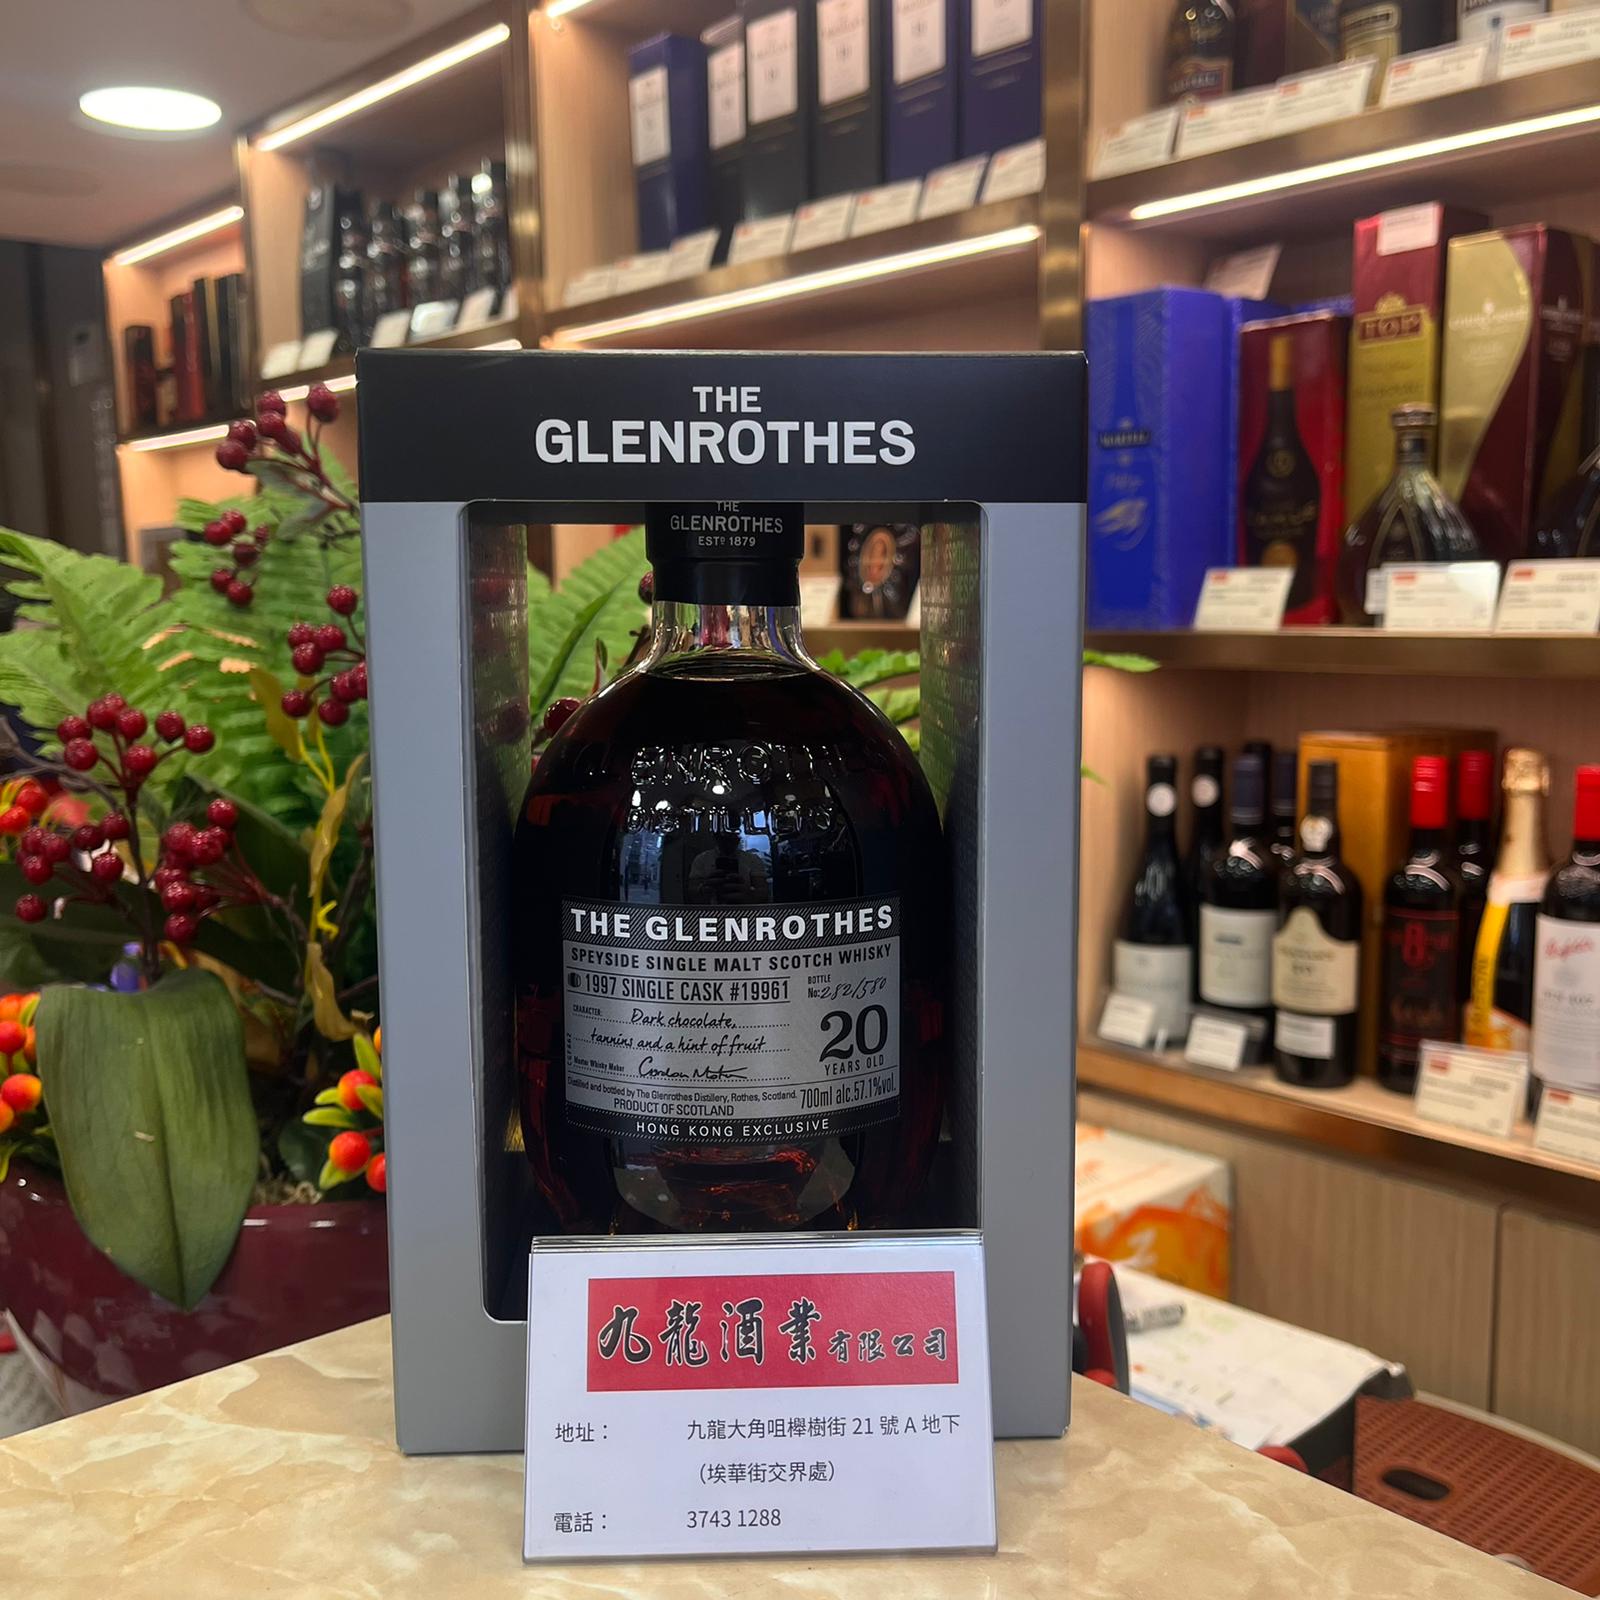 THE
GLENROTHES
THE
GLENROTHES
ESTD 1879
THE GLENROTHES
SPEYSIDE SINGLE MALT SCOTCH WHISKY
1997 SINGLE CASK #19961
BOTTLE
No: 282/580
CHARACTER: Dark chocolate,
tannins and a hint of fruit
20
YEARS OLD
Master Whisky Maker
Distilled and bottled by The Glenrothes Distillery, Rothes, Scotland.
PRODUCT OF SCOTLAND
700ml alc.57.1%vol.
HONG KONG EXCLUSIVE
九龍酒業有限公司
地址： 九龍大角咀櫸樹街 21 號 A 地下
（埃華街交界處）
電話： 3743 1288